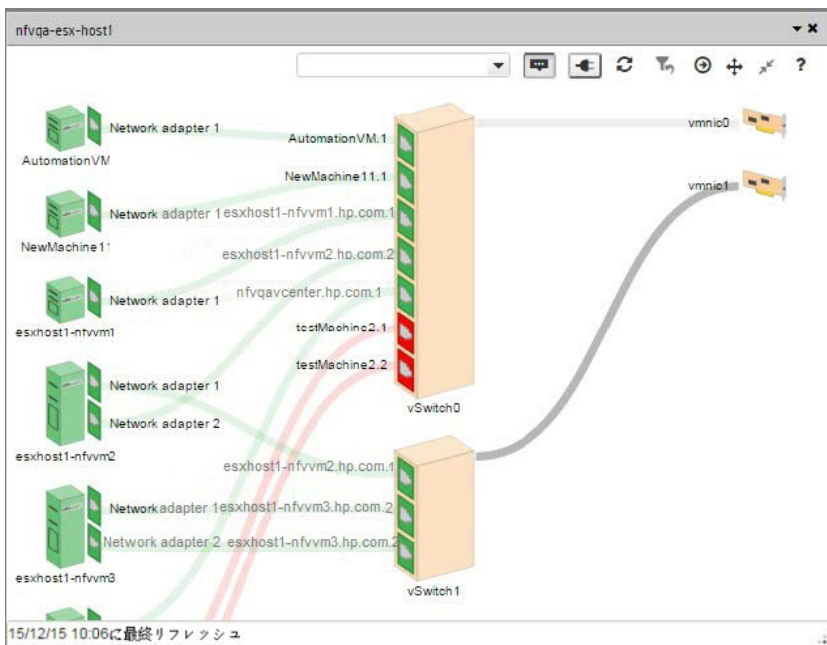 nfvqa-esx-host1
?
Network adapter 1
AutomationVM
AutomationVM.1
vmnic0
NewMachine11.1
vmnic1
Network adapter 1
esxhost1-nfvvm1.hp.com.1
NewMachine11
esxhost1-nfvvm2.hp.com.2
nfvqavcenter.hp.com.1
Network adapter 1
testMachine2.1
esxhost1-nfvvm1
testMachine2.2
Network adapter 1
vSwitch0
Network adapter 2
esxhost1-nfvvm2
esxhost1-nfvvm2.hp.com.1
Network adapter 1
esxhost1-nfvvm3.hp.com.2
Network adapter 2
esxhost1-nfvvm3.hp.com.2
esxhost1-nfvvm3
vSwitch1
15/12/15 10:06に最終リフレッシュ